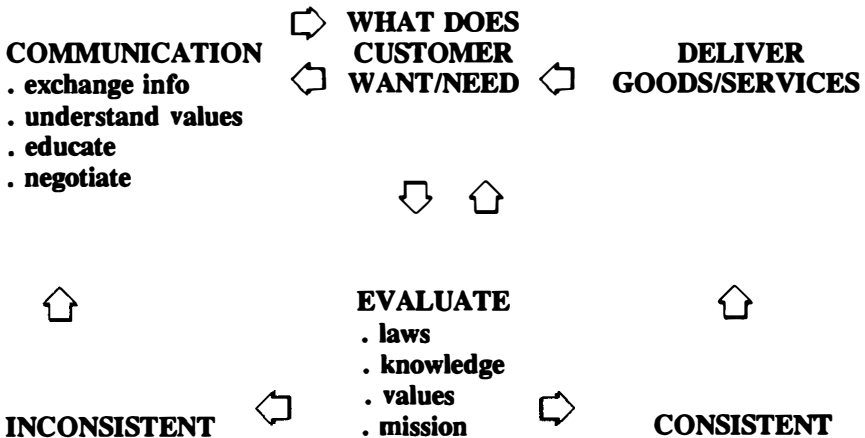 WHAT DOES
COMMUNICATION CUSTOMER DELIVER
. exchange info WANT/NEED GOODS/SERVICES
. understand values
. educate
. negotiate
EVALUATE
. laws
. knowledge
. values
INCONSISTENT . mission CONSISTENT